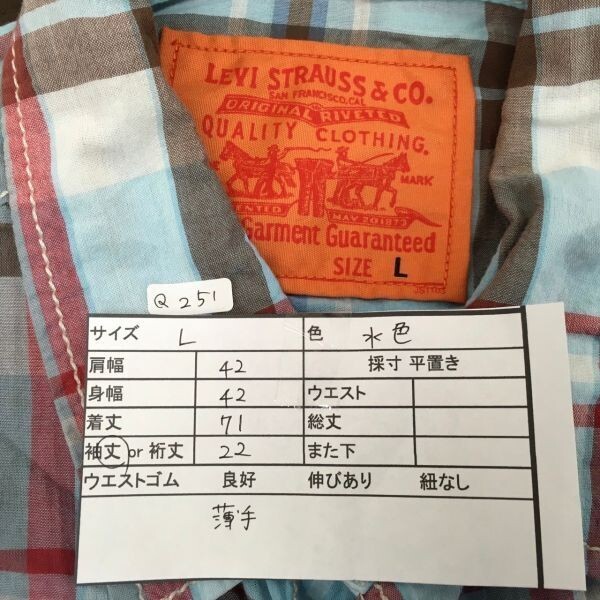 LEVI STRAUSS & CO.
SAN FRANCISCO, CAL.
ORIGINAL RIVETED
QUALITY CLOTHING.
MARK
MAY 20 1873
Garment Guaranteed
SIZE L
Q 251
サイズ L 色 水色
肩幅 42 採寸 平置き
身幅 42 ウエスト
着丈 71 総丈
袖丈 or 裄丈 22 また下
ウエストゴム 良好 伸びあり 紐なし
薄手